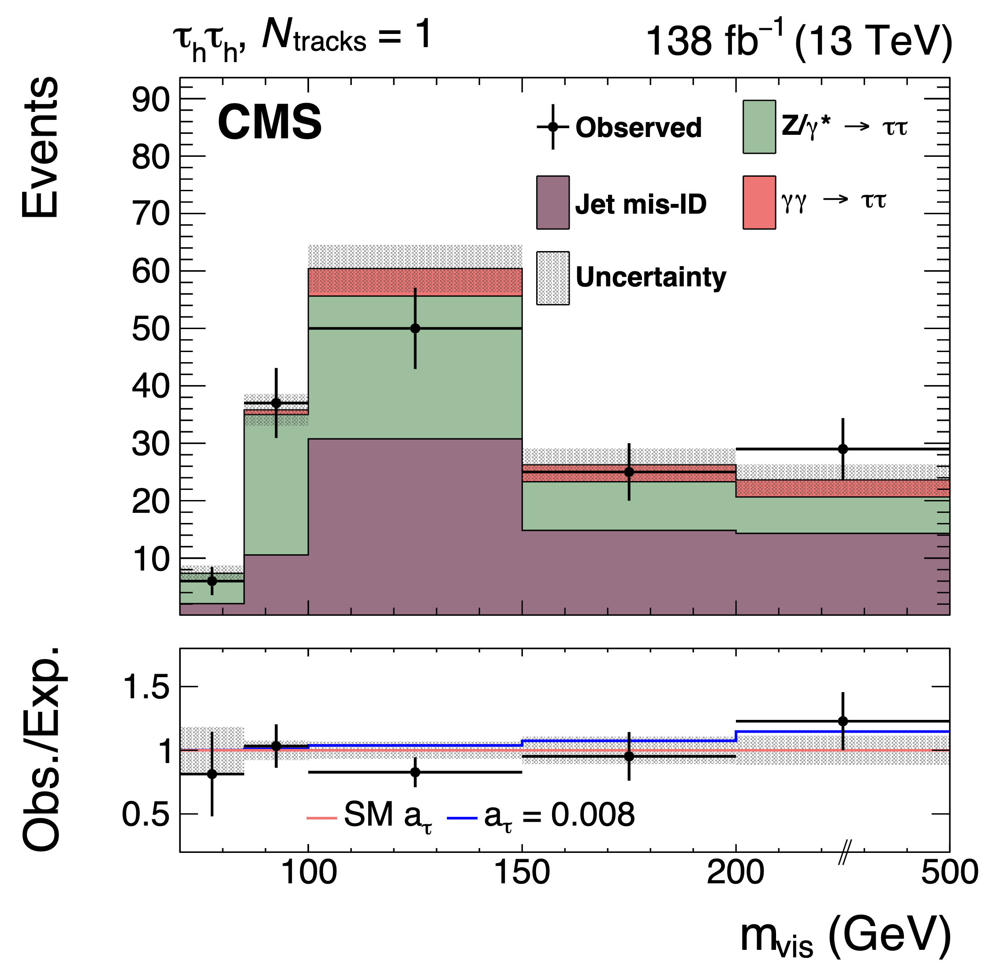 τhτh, Ntracks = 1 138 fb−1 (13 TeV)
Events
CMS
Observed Z/γ* → ττ
Jet mis-ID γγ → ττ
Uncertainty
90
80
70
60
50
40
30
20
10
Obs./Exp.
1.5
1
0.5
SM aτ aτ = 0.008
100 150 200 500
mvis (GeV)